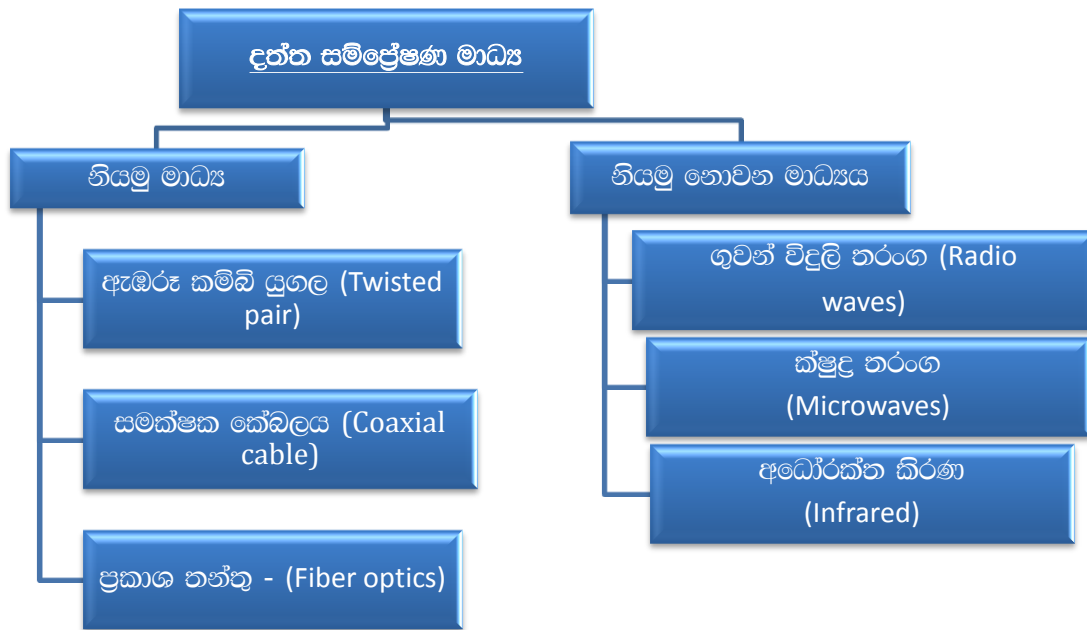 දත්ත සම්ප්‍රේෂණ මාධ්‍ය
නියමු මාධ්‍ය
ඇඹරූ කම්බි යුගල (Twisted
pair)
සමක්ෂක කේබලය (Coaxial
cable)
ප්‍රකාශ තන්තු - (Fiber optics)
නියමු නොවන මාධ්‍යය
ගුවන් විදුලි තරංග (Radio
waves)
ක්ෂුද්‍ර තරංග
(Microwaves)
අධෝරක්ත කිරණ
(Infrared)